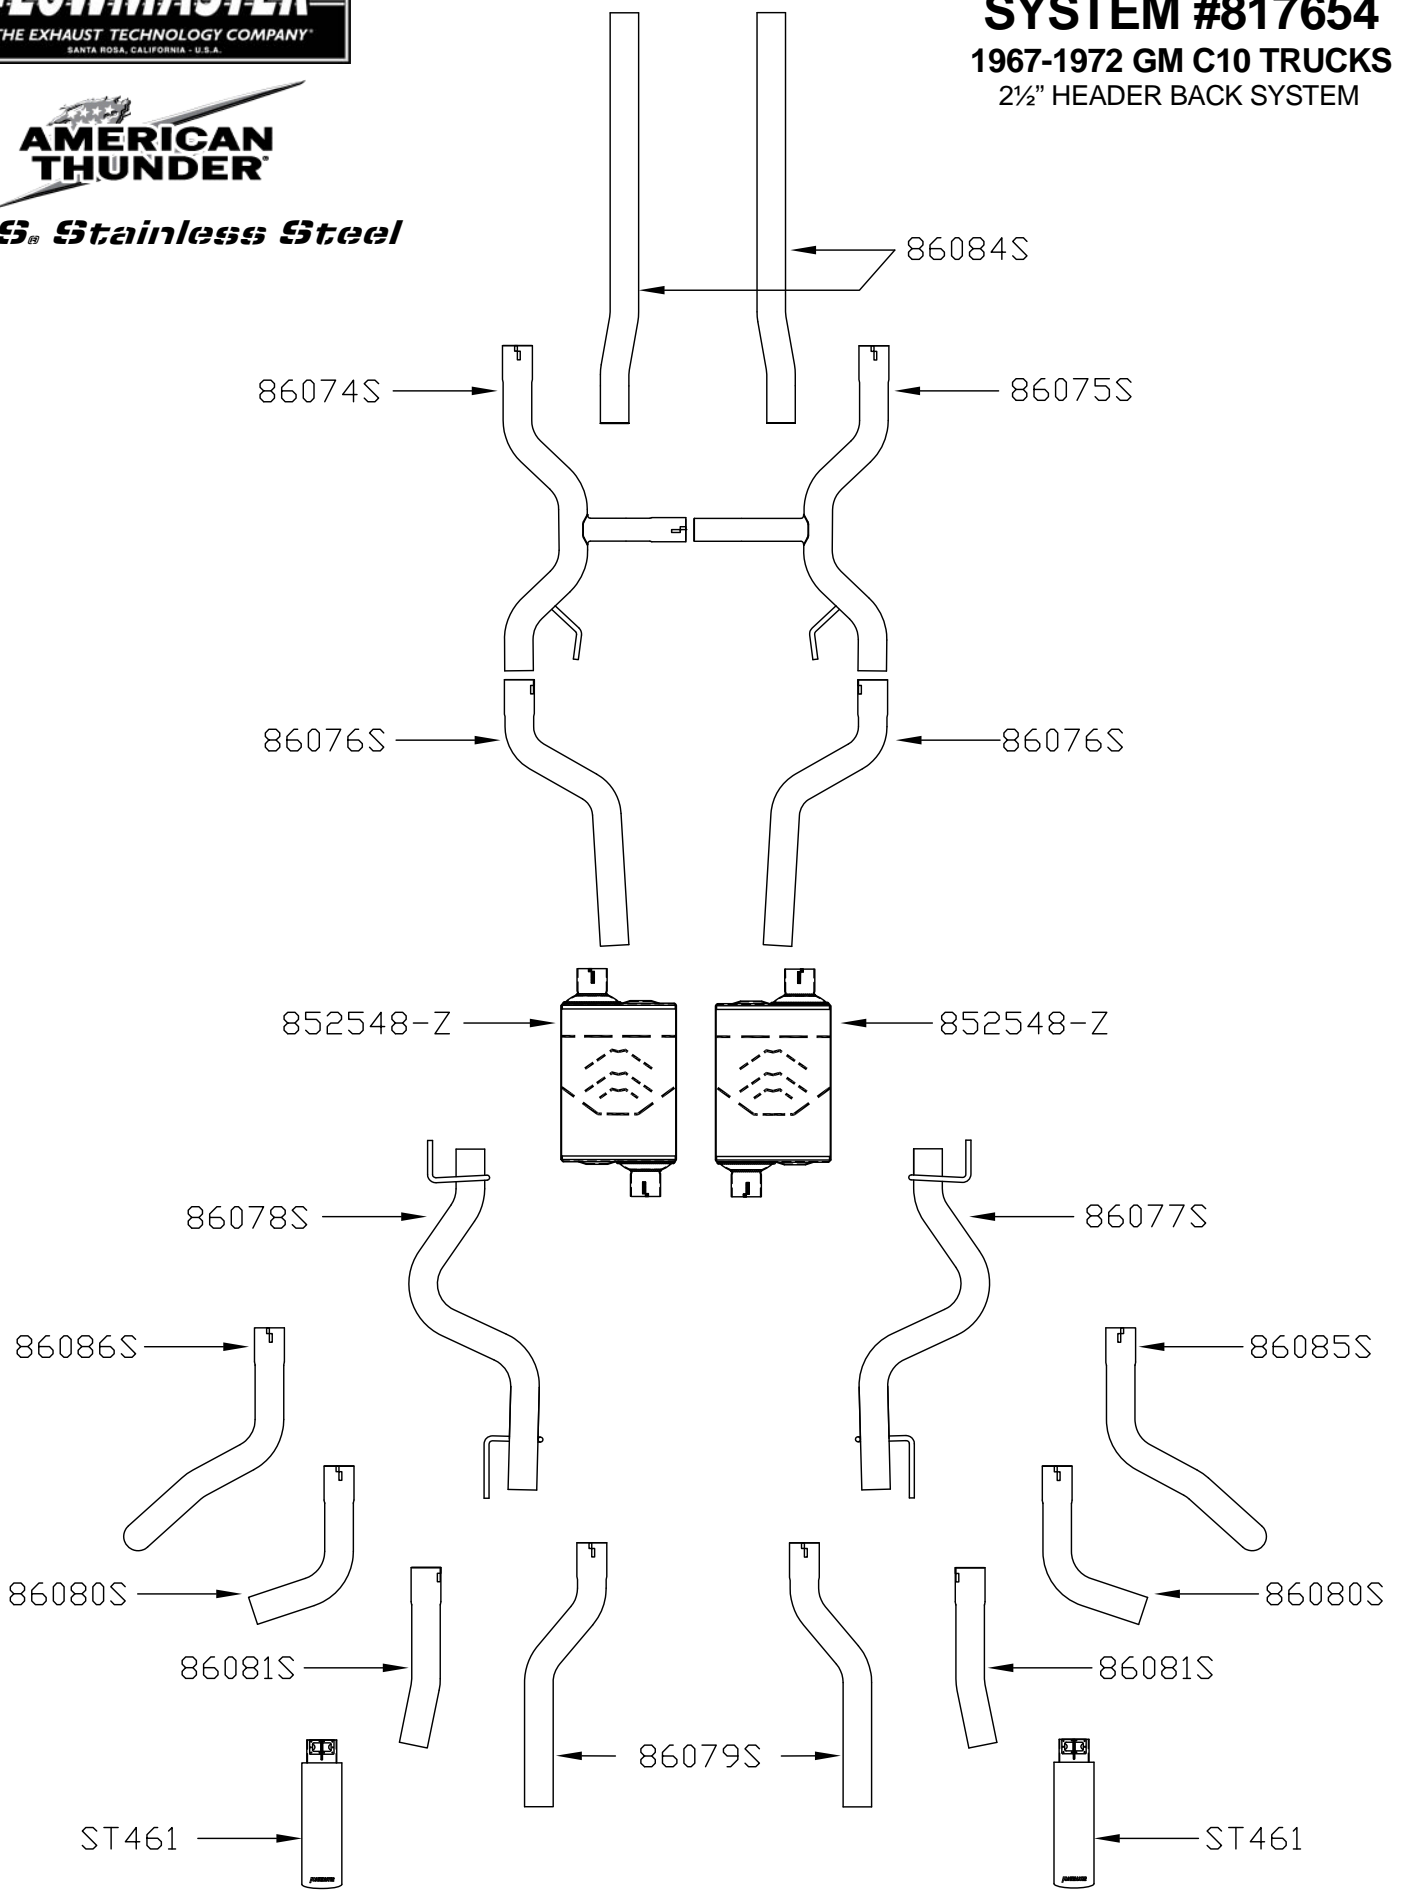 FLOWMASTER
THE EXHAUST TECHNOLOGY COMPANY®
SANTA ROSA, CALIFORNIA - U.S.A.
SYSTEM #817654
1967-1972 GM C10 TRUCKS
2½” HEADER BACK SYSTEM
AMERICAN
THUNDER®
S® Stainless Steel
86084S
86074S
86075S
86076S
86076S
852548-Z
852548-Z
86078S
86077S
86086S
86085S
86080S
86080S
86081S
86081S
86079S
ST461
ST461